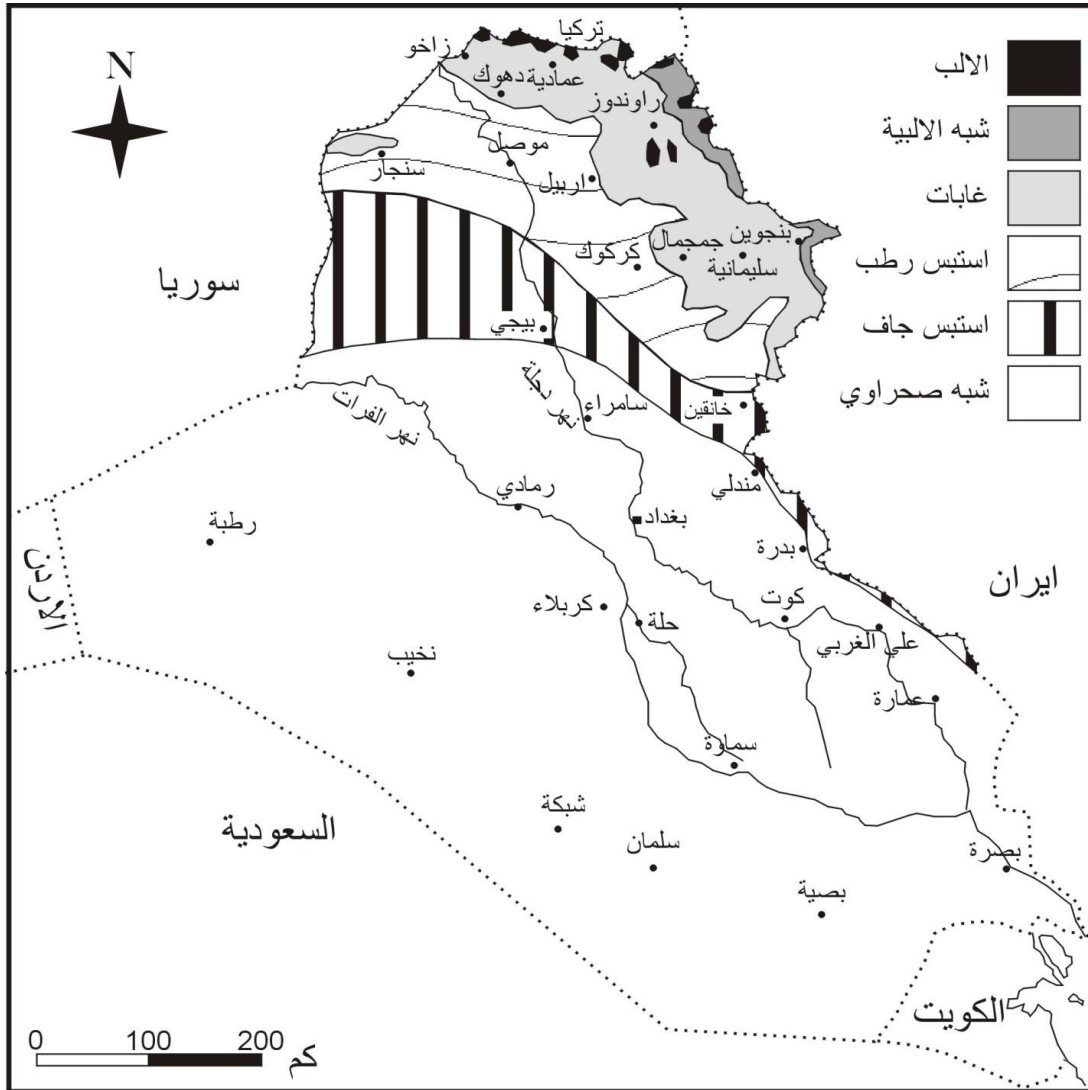 تركيا
N
زاخو
عمادية
دهوك
راوندوز
موصل
سنجار
اربيل
بنجوين
جمجمال
سليمانية
كركوك
سوريا
بيجي
نهر دجلة
سامراء
خانقين
نهر الفرات
مندلي
رمادي
بغداد
رطبة
بدرة
ايران
الأردن
كربلاء
كوت
حلة
علي الغربي
نخيب
عمارة
سماوة
السعودية
شبكة
سلمان
بصرة
بصية
الكويت
الالب
شبه الالبية
غابات
استبس رطب
استبس جاف
شبه صحراوي
0 100 200
كم